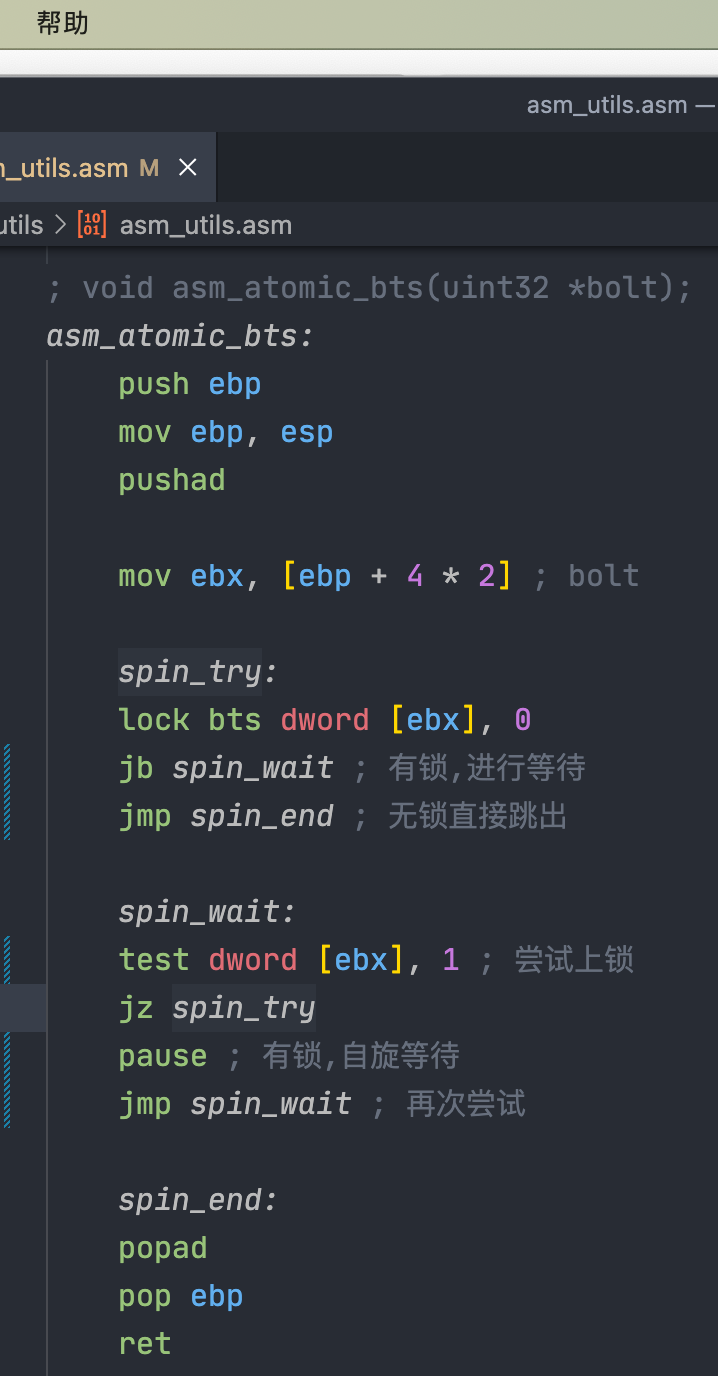 帮助
asm_utils.asm —
_utils.asm M
utils > asm_utils.asm
; void asm_atomic_bts(uint32 *bolt);
asm_atomic_bts:
push ebp
mov ebp, esp
pushad
mov ebx, [ebp + 4 * 2] ; bolt
spin_try:
lock bts dword [ebx], 0
jb spin_wait ; 有锁,进行等待
jmp spin_end ; 无锁直接跳出
spin_wait:
test dword [ebx], 1 ; 尝试上锁
jz spin_try
pause ; 有锁,自旋等待
jmp spin_wait ; 再次尝试
spin_end:
popad
pop ebp
ret